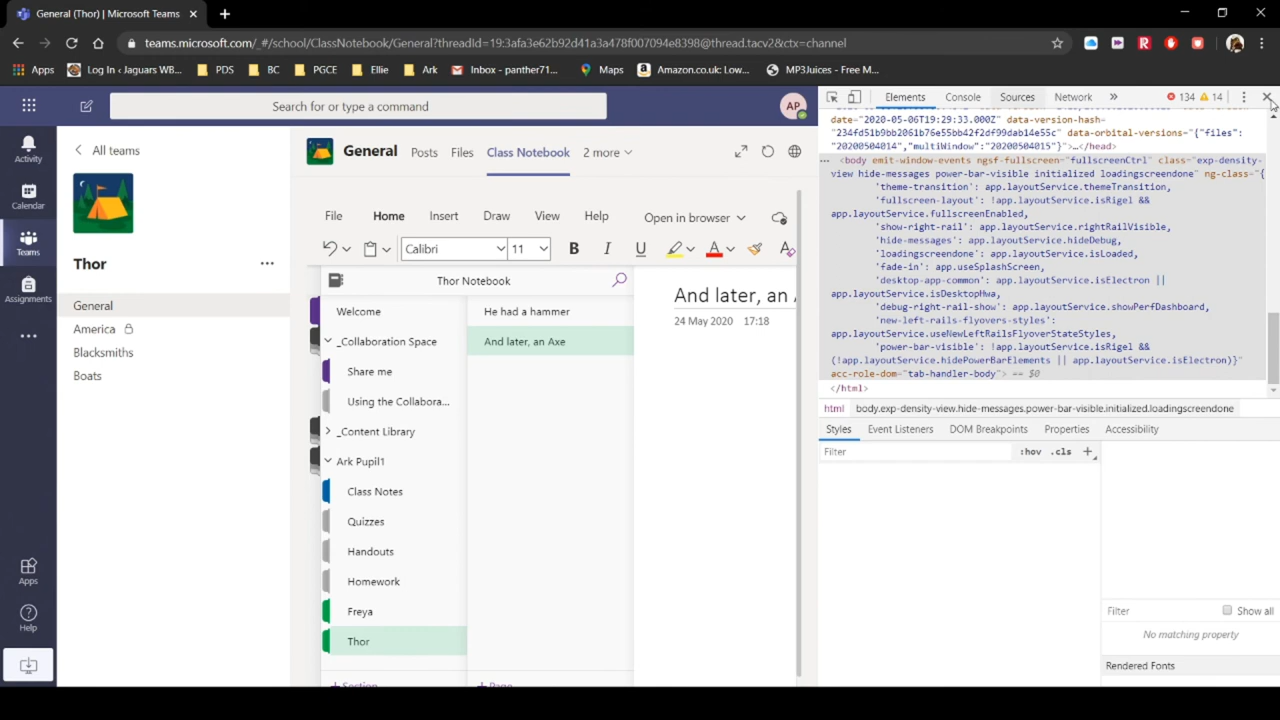 General (Thor) | Microsoft Teams
teams.microsoft.com/_#/school/ClassNotebook/General?threadId=19:3afa3e62b92d41a3a478f007094e8398@thread.tacv2&ctx=channel
Apps Log In ‹ Jaguars WB... PDS BC PGCE Ellie Ark Inbox - panther71... Maps Amazon.co.uk: Low... MP3Juices - Free M...
Search for or type a command
AP
Activity
Calendar
Teams
Assignments
Apps
Help
All teams
Thor
General
America
Blacksmiths
Boats
General Posts Files Class Notebook 2 more
File Home Insert Draw View Help Open in browser
Calibri 11 B I U A A
Thor Notebook
Welcome
_Collaboration Space
Share me
Using the Collabora...
_Content Library
Ark Pupil1
Class Notes
Quizzes
Handouts
Homework
Freya
Thor
He had a hammer
And later, an Axe
And later, an
24 May 2020 17:18
Elements Console Sources Network » 134 14
date="2020-05-06T19:29:33.000Z" data-version-hash=
"234fd51b9bb2061b76e55bb42f2df99dab14e55c" data-orbital-versions="{"files":
"20200504014","multiWindow":"20200504015"}">…</head>
<body emit-window-events ngsf-fullscreen="fullscreenCtrl" class="exp-density-
view hide-messages power-bar-visible initialized loadingscreendone" ng-class="{
'theme-transition': app.layoutService.themeTransition,
'fullscreen-layout': !app.layoutService.isRigel &&
app.layoutService.fullscreenEnabled,
'show-right-rail': app.layoutService.rightRailVisible,
'hide-messages': app.layoutService.hideDebug,
'loadingscreendone': app.layoutService.isLoaded,
'fade-in': app.useSplashScreen,
'desktop-app-common': app.layoutService.isElectron ||
app.layoutService.isDesktopHwa,
'debug-right-rail-show': app.layoutService.showPerfDashboard,
'new-left-rails-flyovers-styles':
app.layoutService.useNewLeftRailsFlyoverStateStyles,
'power-bar-visible': !app.layoutService.isRigel &&
(!app.layoutService.hidePowerBarElements || app.layoutService.isElectron)}"
acc-role-dom="tab-handler-body"> == $0
</html>
html body.exp-density-view.hide-messages.power-bar-visible.initialized.loadingscreendone
Styles Event Listeners DOM Breakpoints Properties Accessibility
Filter :hov .cls +
Filter Show all
No matching property
Rendered Fonts